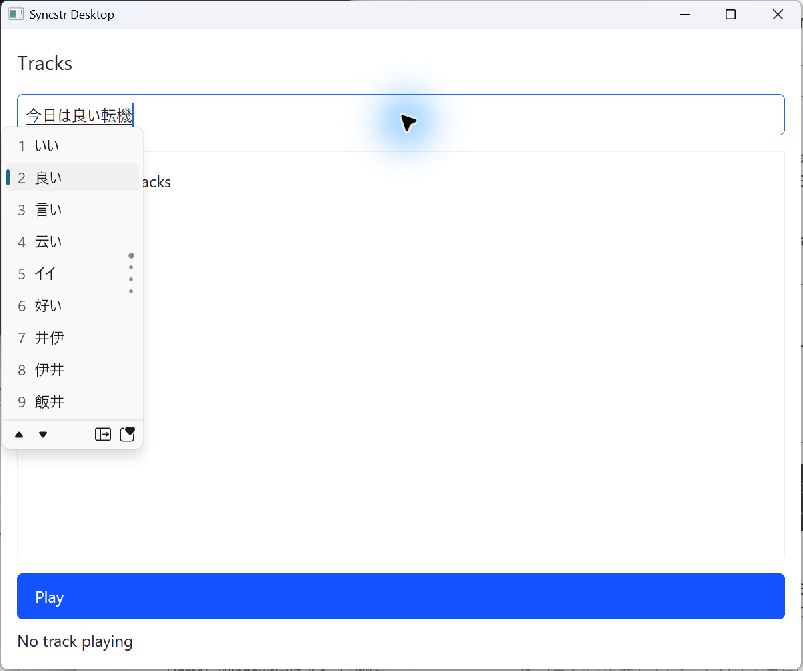 Syncstr Desktop
Tracks
今日は良い転機
acks
1 いい
2 良い
3 言い
4 云い
5 イイ
6 好い
7 井伊
8 伊井
9 飯井
Play
No track playing